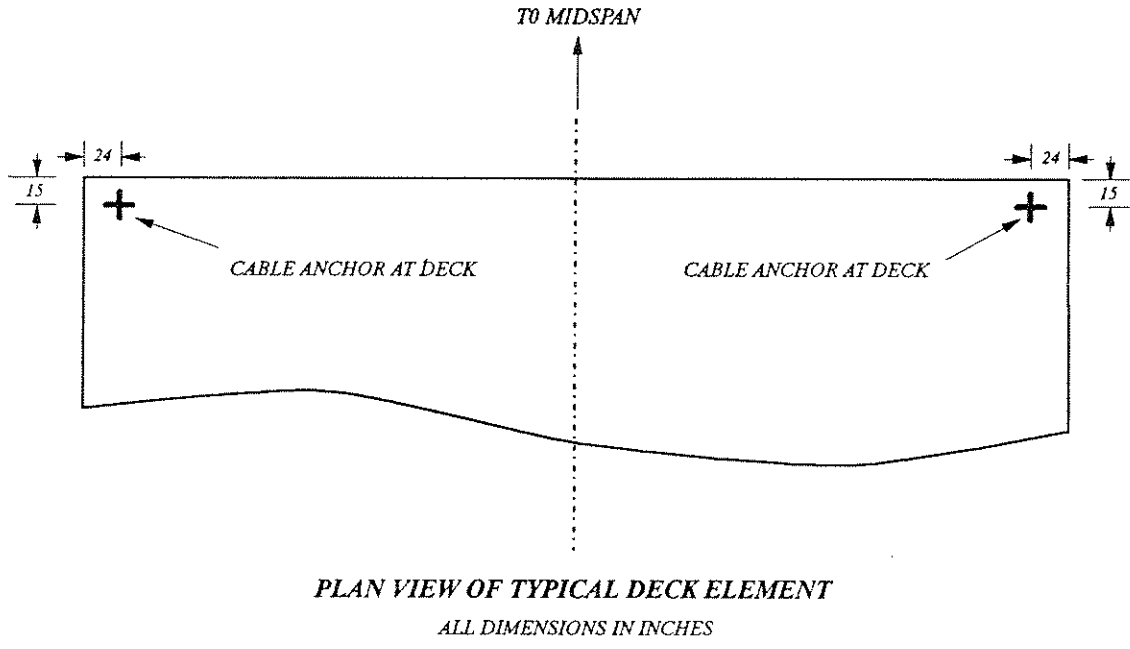 T0 MIDSPAN
24
24
15
15
CABLE ANCHOR AT DECK
CABLE ANCHOR AT DECK
PLAN VIEW OF TYPICAL DECK ELEMENT
ALL DIMENSIONS IN INCHES